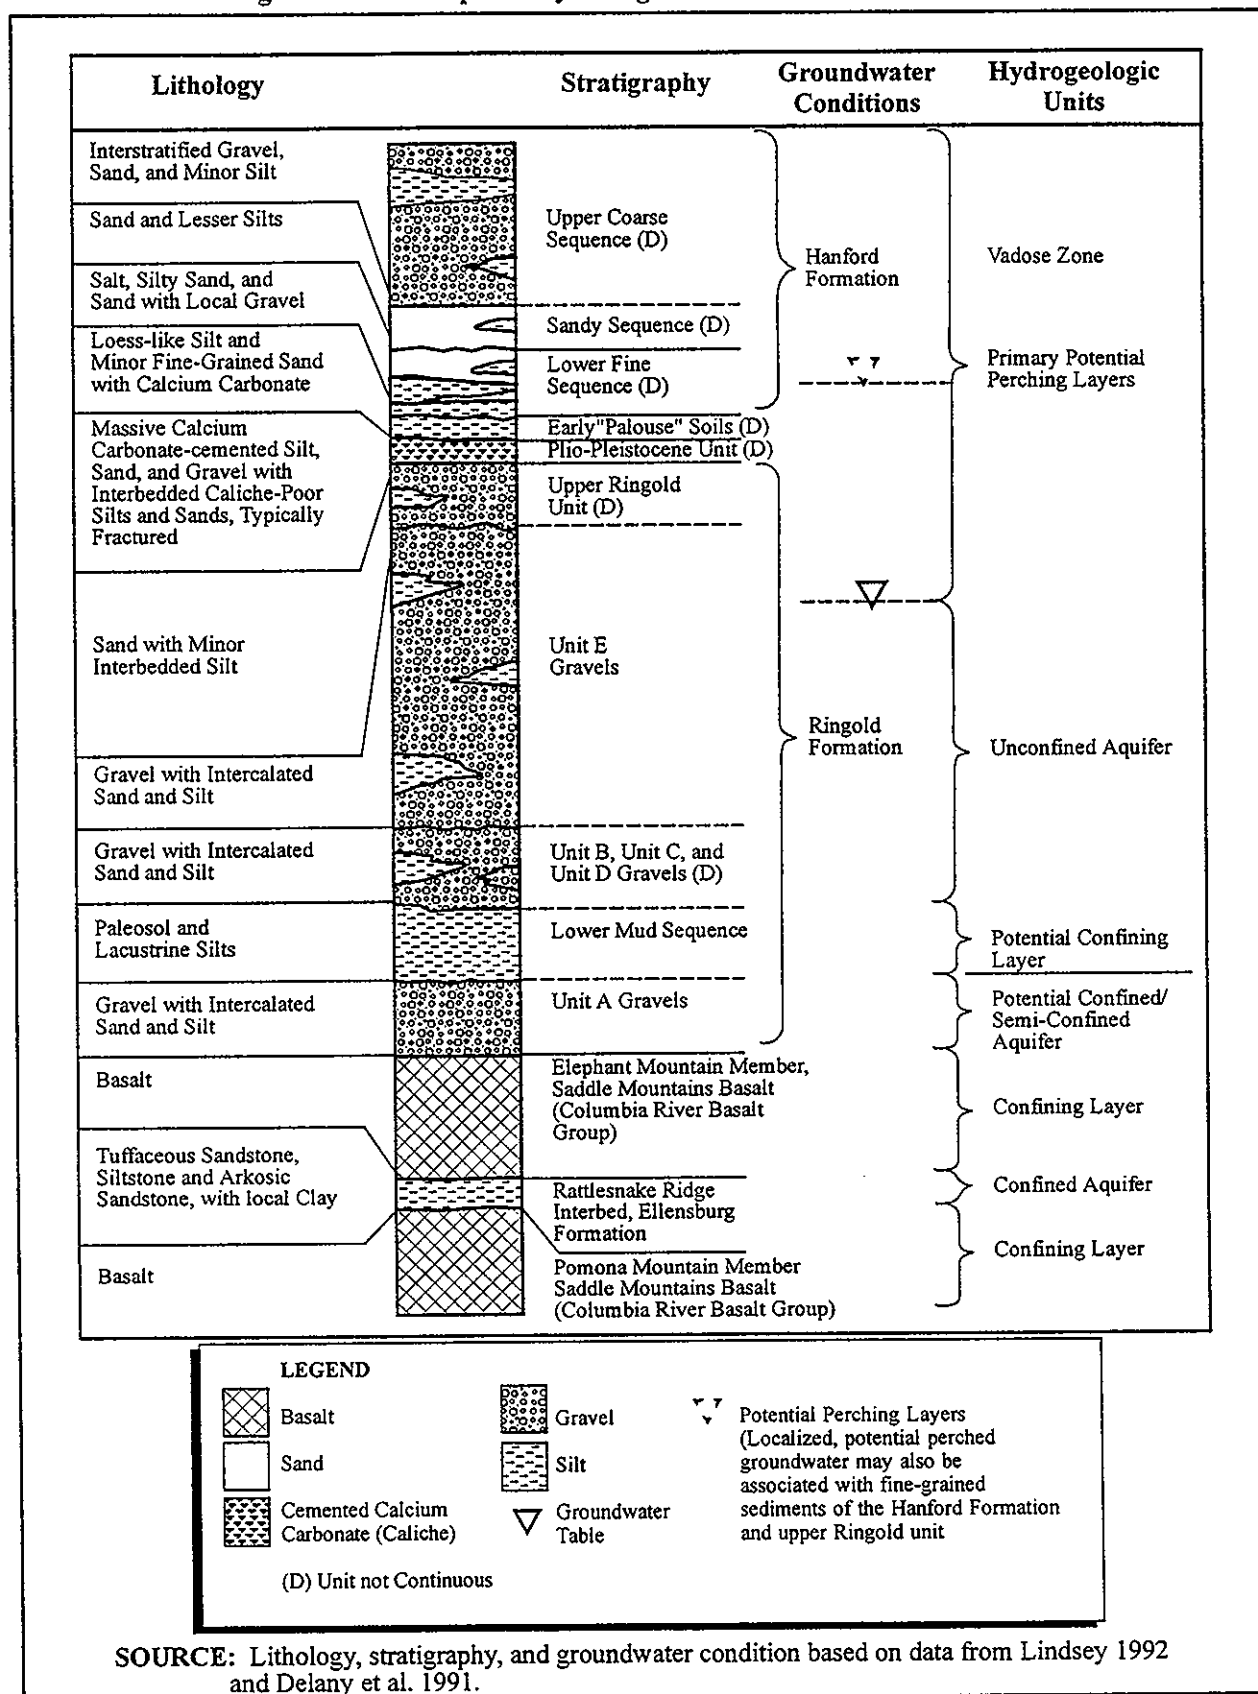 Lithology
Stratigraphy
Groundwater
Conditions
Hydrogeologic
Units
Interstratified Gravel,
Sand, and Minor Silt
Sand and Lesser Silts
Salt, Silty Sand, and
Sand with Local Gravel
Loess-like Silt and
Minor Fine-Grained Sand
with Calcium Carbonate
Massive Calcium
Carbonate-cemented Silt,
Sand, and Gravel with
Interbedded Caliche-Poor
Silts and Sands, Typically
Fractured
Sand with Minor
Interbedded Silt
Gravel with Intercalated
Sand and Silt
Gravel with Intercalated
Sand and Silt
Paleosol and
Lacustrine Silts
Gravel with Intercalated
Sand and Silt
Basalt
Tuffaceous Sandstone,
Siltstone and Arkosic
Sandstone, with local Clay
Basalt
Upper Coarse
Sequence (D)
Sandy Sequence (D)
Lower Fine
Sequence (D)
Early"Palouse" Soils (D)
Plio-Pleistocene Unit (D)
Upper Ringold
Unit (D)
Unit E
Gravels
Unit B, Unit C, and
Unit D Gravels (D)
Lower Mud Sequence
Unit A Gravels
Elephant Mountain Member,
Saddle Mountains Basalt
(Columbia River Basalt
Group)
Rattlesnake Ridge
Interbed, Ellensburg
Formation
Pomona Mountain Member
Saddle Mountains Basalt
(Columbia River Basalt Group)
Hanford
Formation
Ringold
Formation
Vadose Zone
Primary Potential
Perching Layers
Unconfined Aquifer
Potential Confining
Layer
Potential Confined/
Semi-Confined
Aquifer
Confining Layer
Confined Aquifer
Confining Layer
LEGEND
Basalt
Sand
Cemented Calcium
Carbonate (Caliche)
(D) Unit not Continuous
Gravel
Silt
Groundwater
Table
Potential Perching Layers
(Localized, potential perched
groundwater may also be
associated with fine-grained
sediments of the Hanford Formation
and upper Ringold unit
SOURCE: Lithology, stratigraphy, and groundwater condition based on data from Lindsey 1992
and Delany et al. 1991.